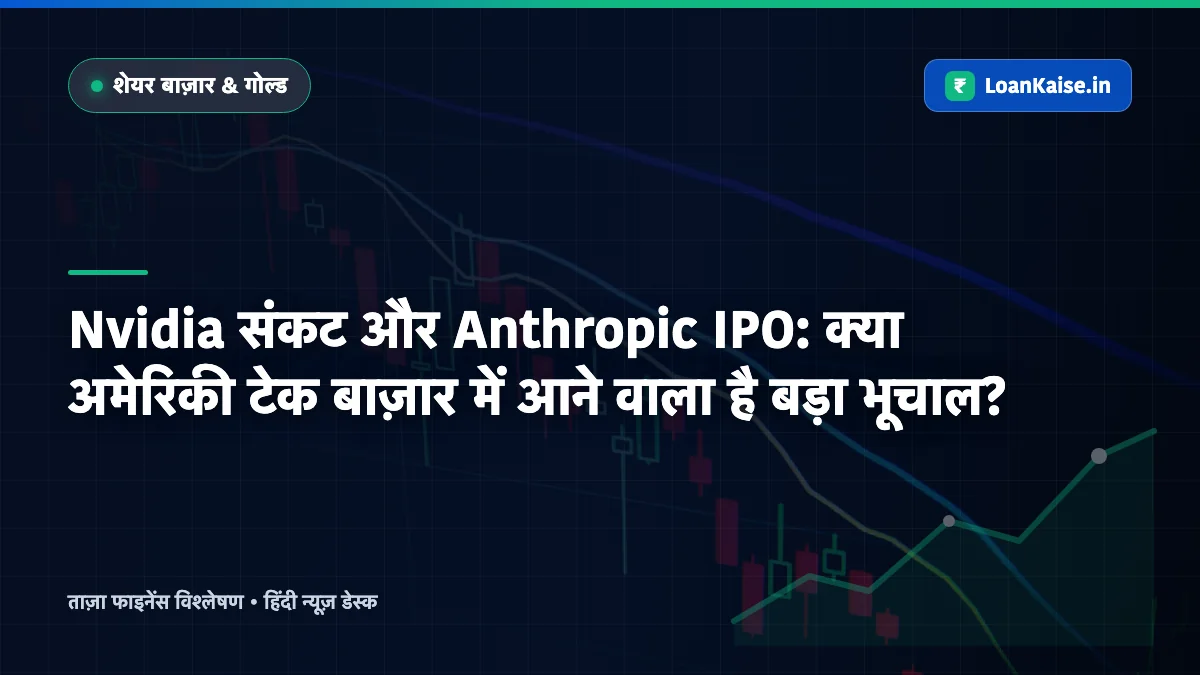 शेयर बाज़ार & गोल्ड
₹ LoanKaise.in
Nvidia संकट और Anthropic IPO: क्या
अमेरिकी टेक बाज़ार में आने वाला है बड़ा भूचाल?
ताज़ा फाइनेंस विश्लेषण • हिंदी न्यूज़ डेस्क